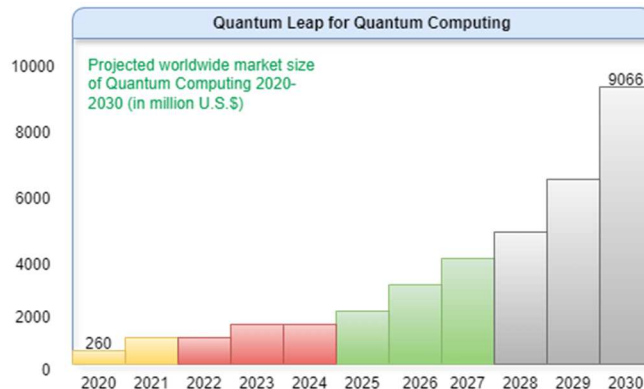 Quantum Leap for Quantum Computing
Projected worldwide market size
of Quantum Computing 2020-
2030 (in million U.S.$)
10000
8000
6000
4000
2000
0
260
9066
2020 2021 2022 2023 2024 2025 2026 2027 2028 2029 2030